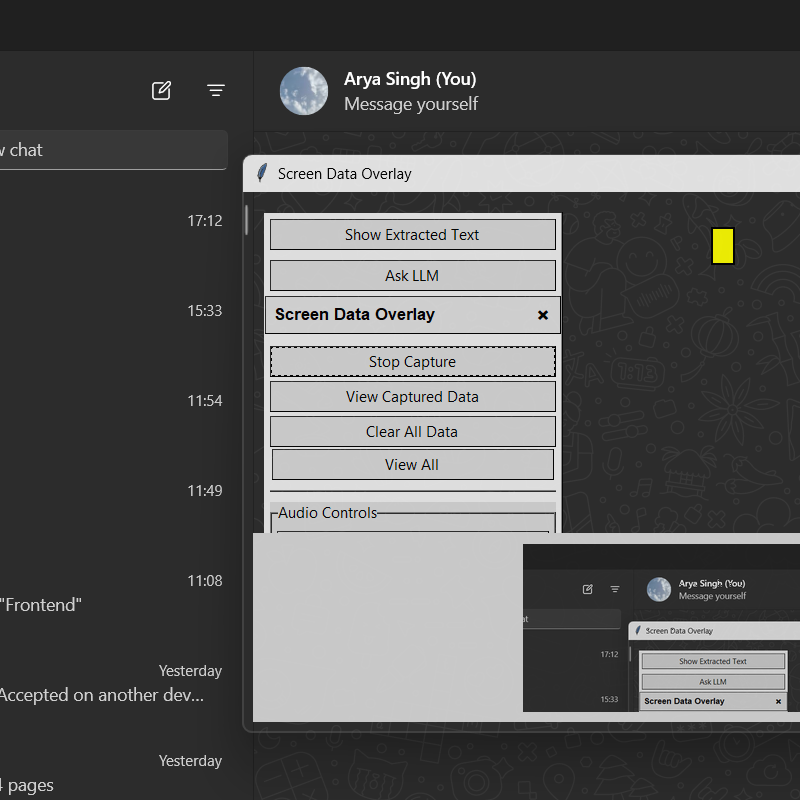 Arya Singh (You)
Message yourself
chat
17:12
15:33
11:54
11:49
11:08
"Frontend"
Yesterday
Accepted on another dev...
Yesterday
pages
Screen Data Overlay
Show Extracted Text
Ask LLM
Screen Data Overlay
Stop Capture
View Captured Data
Clear All Data
View All
Audio Controls
Arya Singh (You)
Message yourself
17:12
15:33
Screen Data Overlay
Show Extracted Text
Ask LLM
Screen Data Overlay